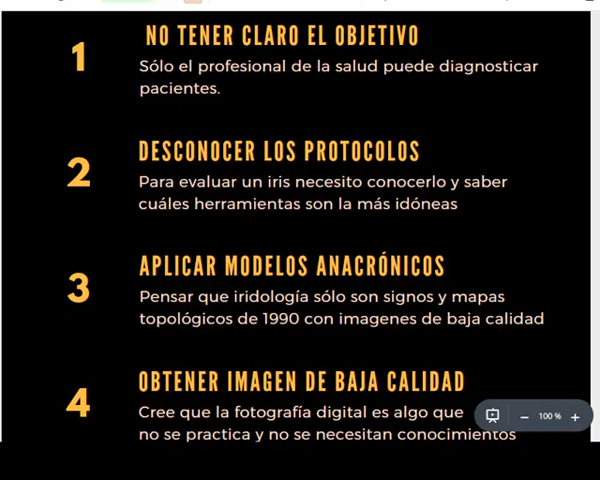 1
NO TENER CLARO EL OBJETIVO
Sólo el profesional de la salud puede diagnosticar
pacientes.
2
DESCONOCER LOS PROTOCOLOS
Para evaluar un iris necesito conocerlo y saber
cuáles herramientas son la más idóneas
3
APLICAR MODELOS ANACRÓNICOS
Pensar que iridología sólo son signos y mapas
topológicos de 1990 con imagenes de baja calidad
4
OBTENER IMAGEN DE BAJA CALIDAD
Cree que la fotografía digital es algo que
no se practica y no se necesitan conocimientos
− 100 % +